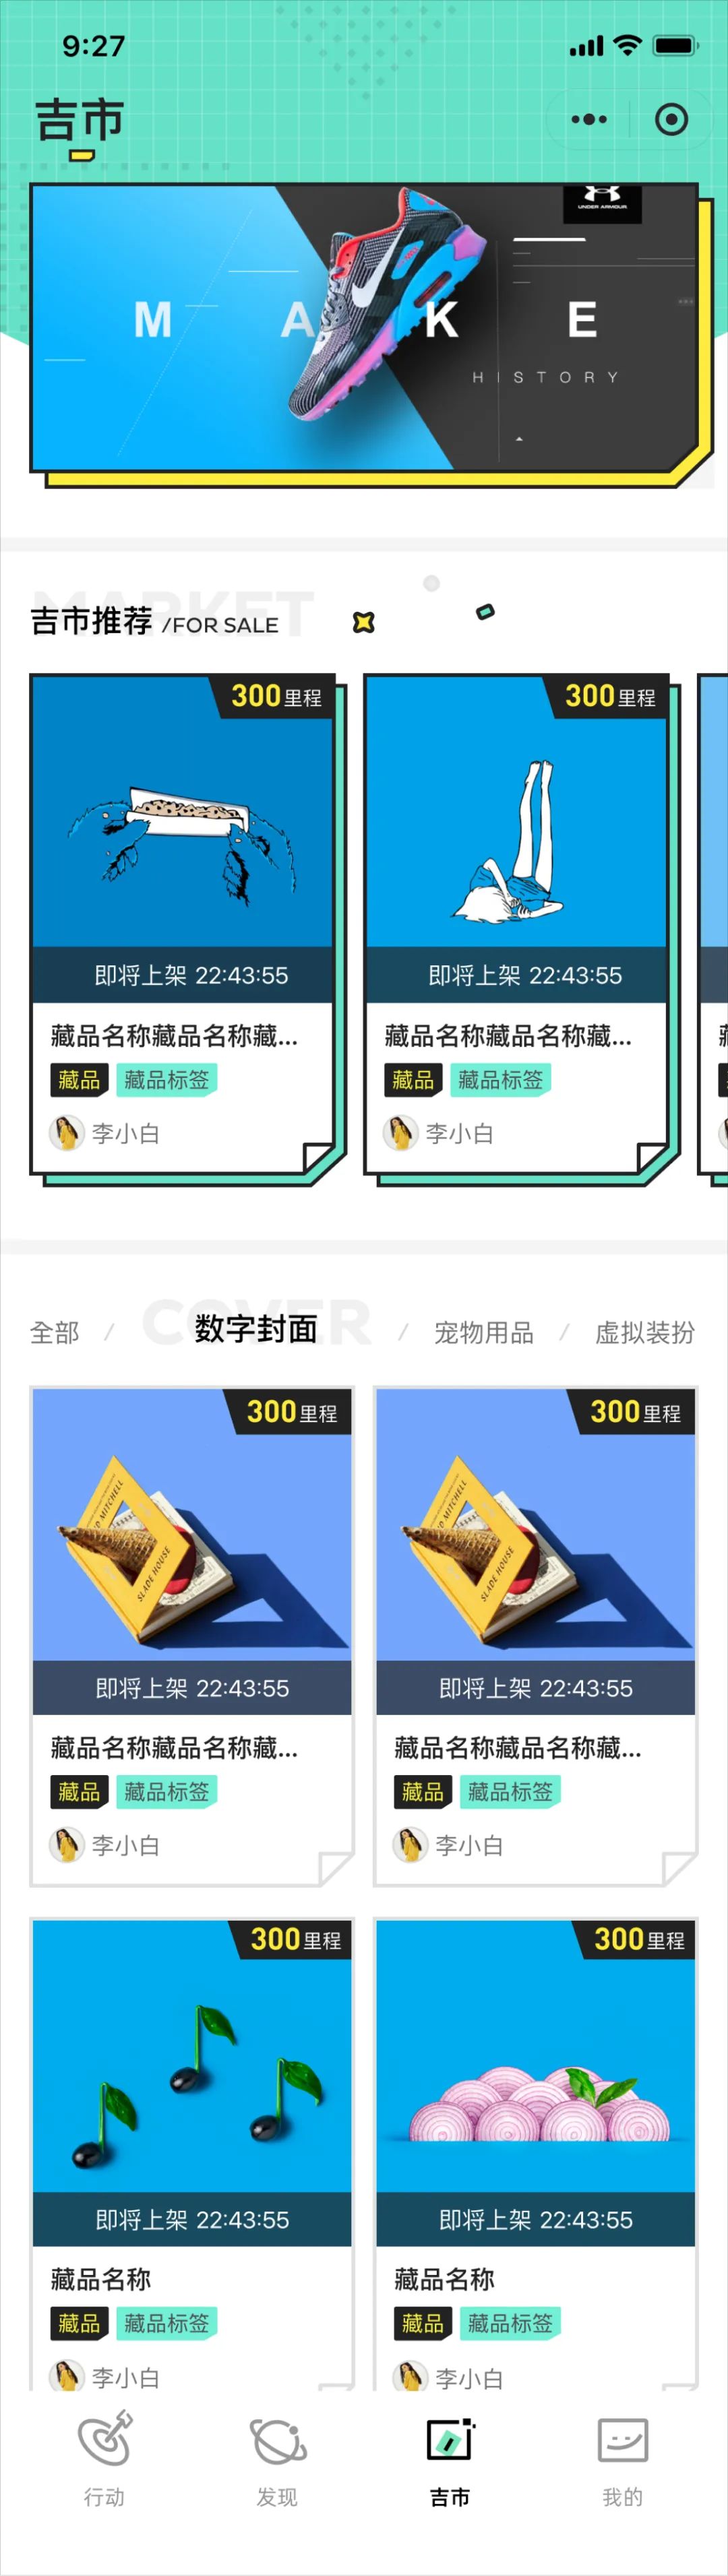 9:27
吉市
UNDER ARMOUR
M A K E
HISTORY
MARKET
吉市推荐 /FOR SALE
300里程
300里程
即将上架 22:43:55
即将上架 22:43:55
藏品名称藏品名称藏...
藏品名称藏品名称藏...
藏品 藏品标签
藏品 藏品标签
李小白
李小白
COVER
全部 / 数字封面 / 宠物用品 / 虚拟装扮
300里程
300里程
MITCHELL
SLADE HOUSE
MITCHELL
SLADE HOUSE
即将上架 22:43:55
即将上架 22:43:55
藏品名称藏品名称藏...
藏品名称藏品名称藏...
藏品 藏品标签
藏品 藏品标签
李小白
李小白
300里程
300里程
即将上架 22:43:55
即将上架 22:43:55
藏品名称
藏品名称
藏品 藏品标签
藏品 藏品标签
李小白
李小白
行动
发现
吉市
我的